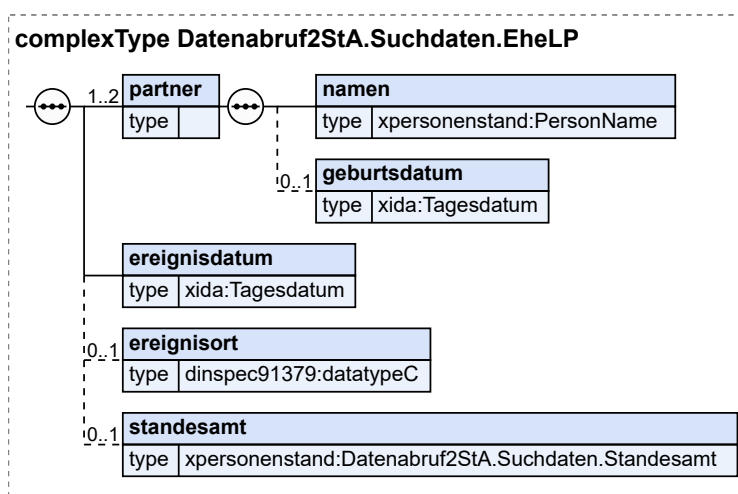 complexType Datenabruf2StA.Suchdaten.EheLP
1..2 partner
type
namen
type xpersonenstand:PersonName
0..1 geburtsdatum
type xida:Tagesdatum
ereignisdatum
type xida:Tagesdatum
0..1 ereignisort
type dinspec91379:datatypeC
0..1 standesamt
type xpersonenstand:Datenabruf2StA.Suchdaten.Standesamt